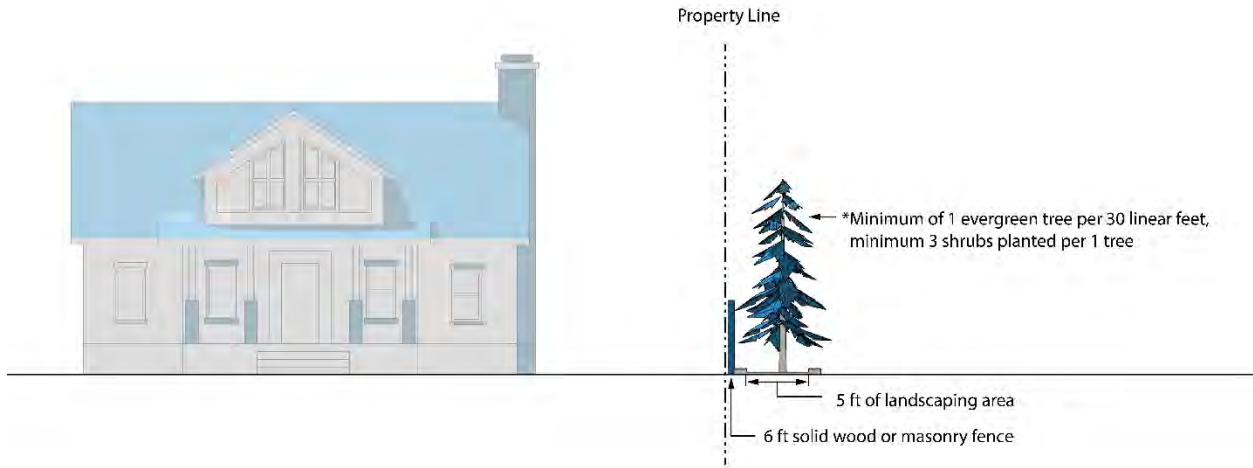 Property Line
*Minimum of 1 evergreen tree per 30 linear feet,
minimum 3 shrubs planted per 1 tree
5 ft of landscaping area
6 ft solid wood or masonry fence